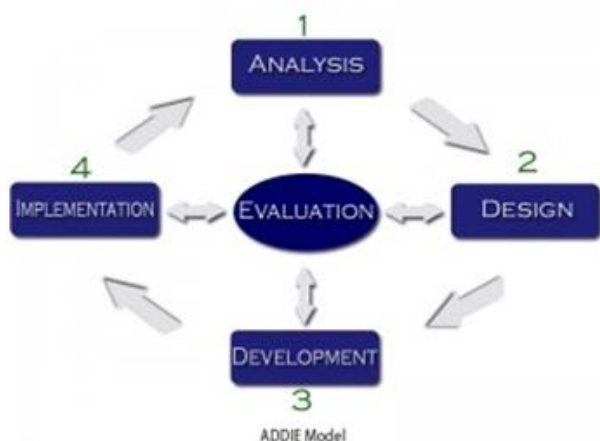 1
ANALYSIS
2
DESIGN
4
IMPLEMENTATION
EVALUATION
DEVELOPMENT
3
ADDIE Model